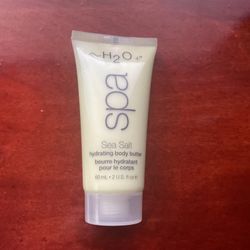 ~H2O+
spa
Sea Salt
hydrating body butter
beurre hydratant
pour le corps
60 mL • 2 U.S. fl oz